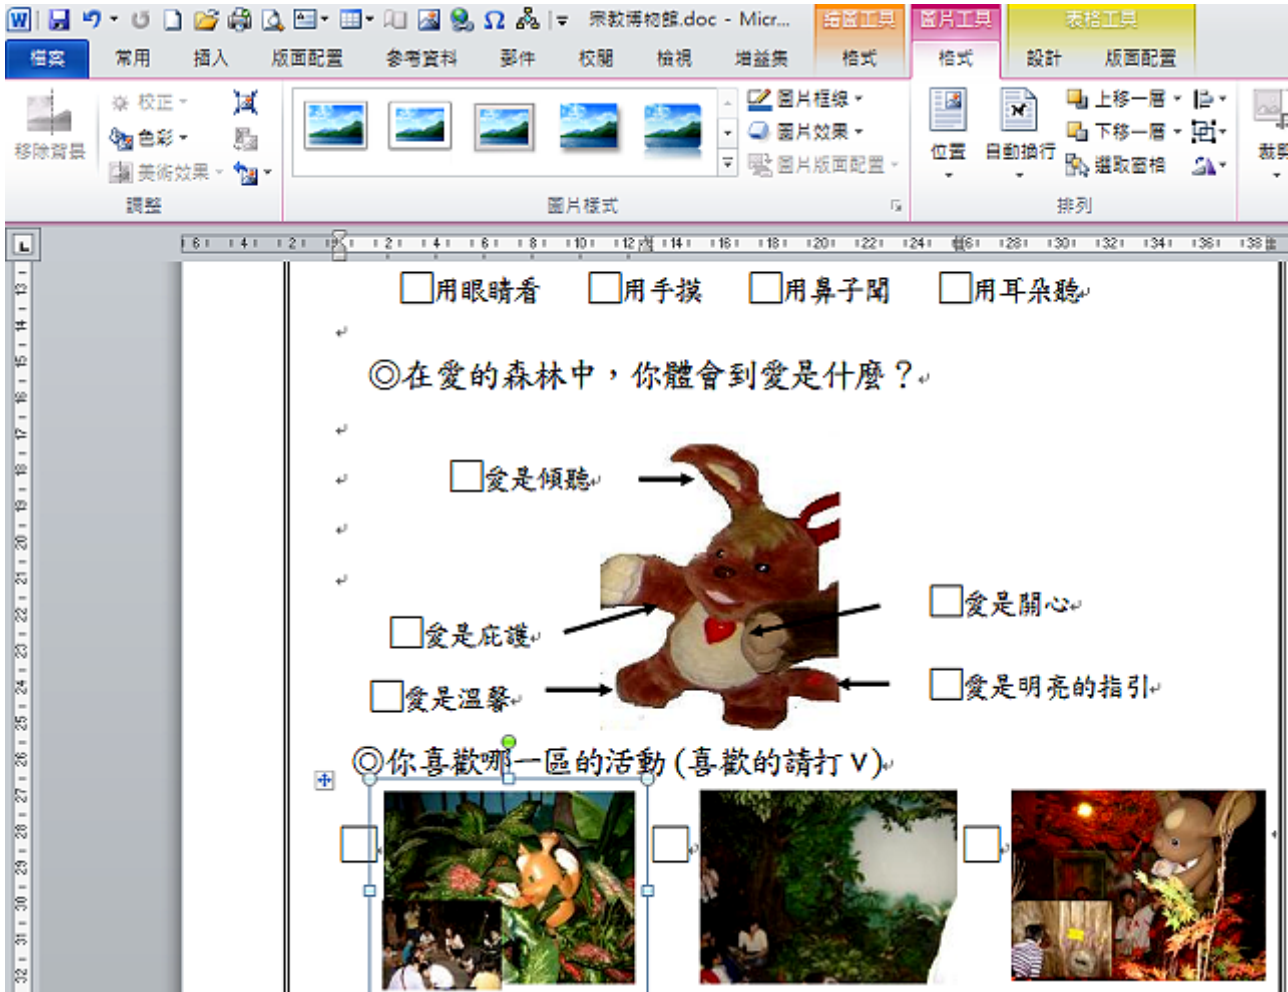 宗教博物館.doc - Micr... 繪圖工具 圖片工具 表格工具
檔案 常用 插入 版面配置 參考資料 郵件 校閱 檢視 增益集 格式 格式 設計 版面配置
移除背景
校正
色彩
美術效果
圖片框線
圖片效果
圖片版面配置
位置
自動換行
上移一層
下移一層
選取窗格
裁剪
調整 圖片樣式 排列
用眼睛看 用手摸 用鼻子聞 用耳朵聽
◎在愛的森林中,你體會到愛是什麼?
愛是傾聽
愛是關心
愛是庇護
愛是溫馨
愛是明亮的指引
◎你喜歡哪一區的活動(喜歡的請打V)